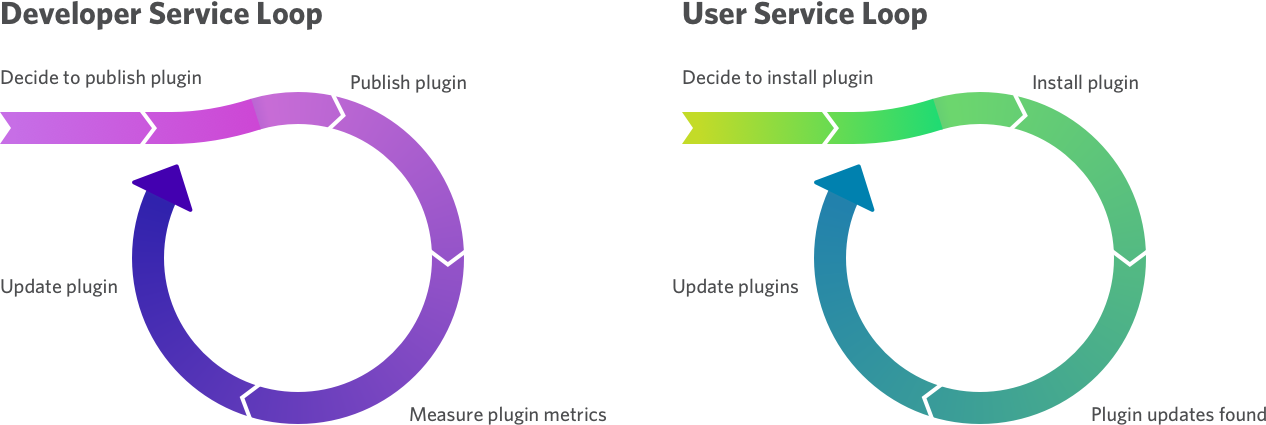 Developer Service Loop
Decide to publish plugin
Publish plugin
Update plugin
Measure plugin metrics
User Service Loop
Decide to install plugin
Install plugin
Update plugins
Plugin updates found